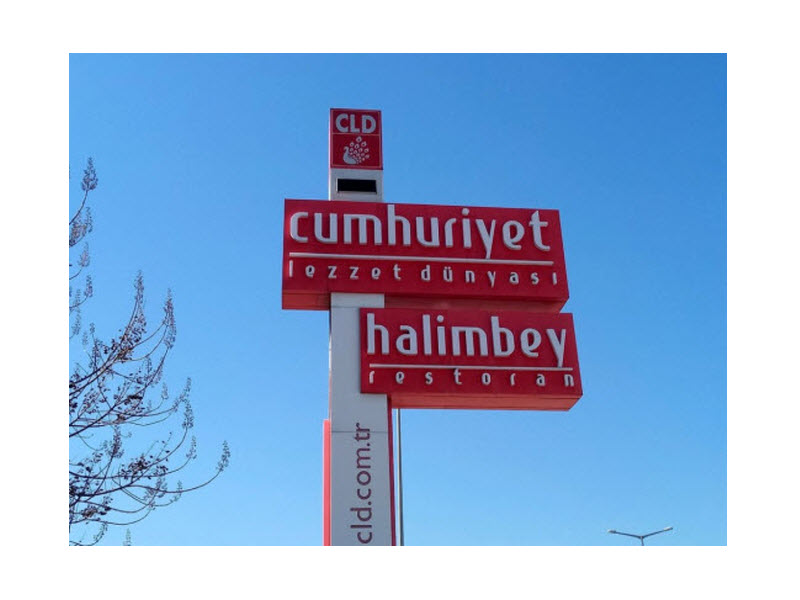 CLD
cumhuriyet
lezzet dünyası
halimbey
restoran
cld.com.tr